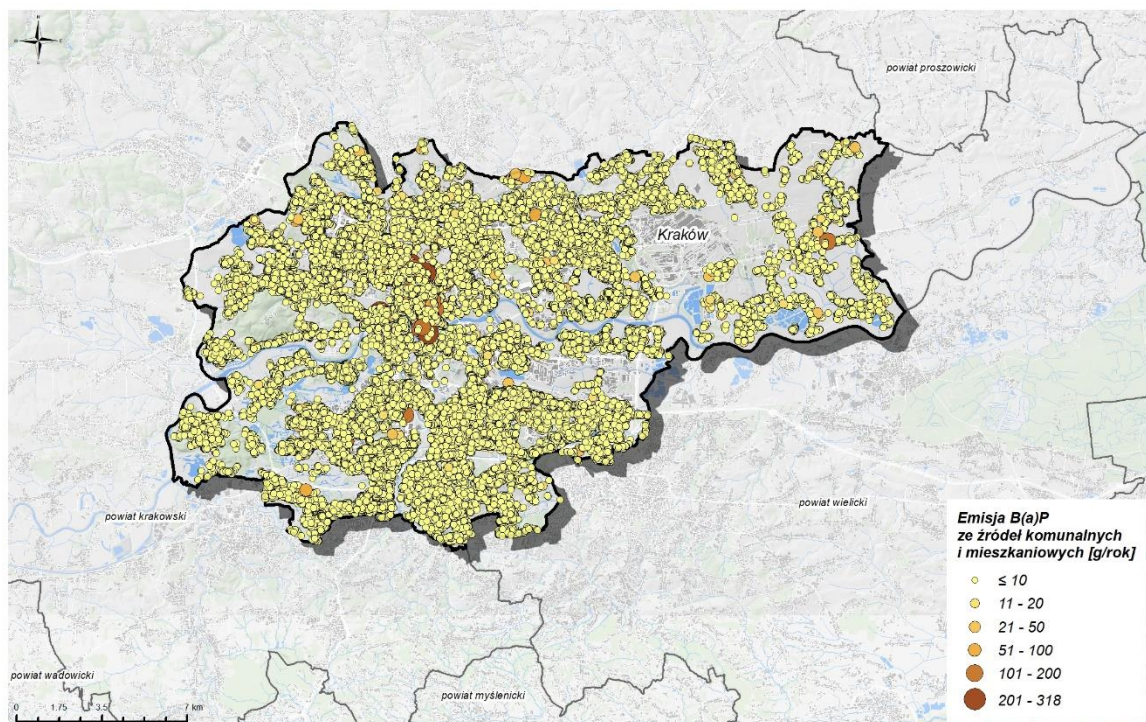 powiat proszowicki
Kraków
powiat krakowski
powiat wielicki
powiat wadowicki
powiat myślenicki
Emisja B(a)P
ze źródeł komunalnych
i mieszkaniowych [g/rok]
≤ 10
11 - 20
21 - 50
51 - 100
101 - 200
201 - 318
0 1.75 3.5 7 km